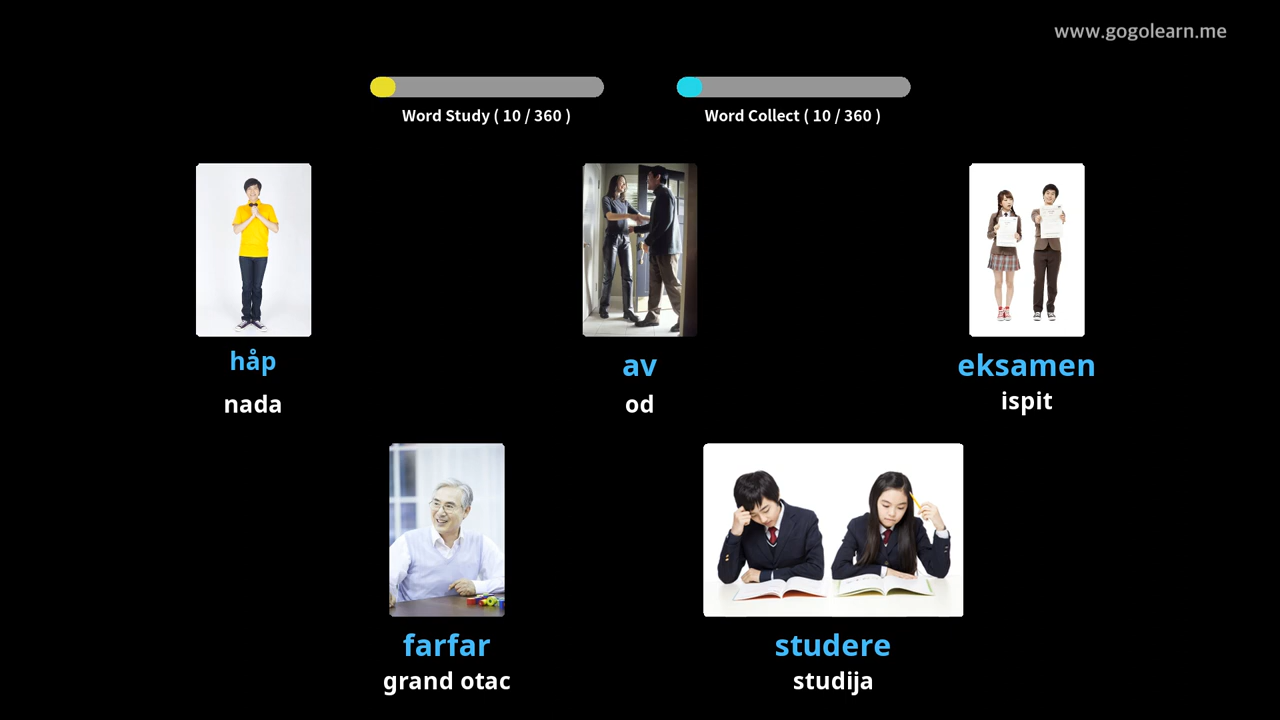 www.gogolearn.me
Word Study ( 10 / 360 )
Word Collect ( 10 / 360 )
håp
nada
av
od
eksamen
ispit
farfar
grand otac
studere
studija